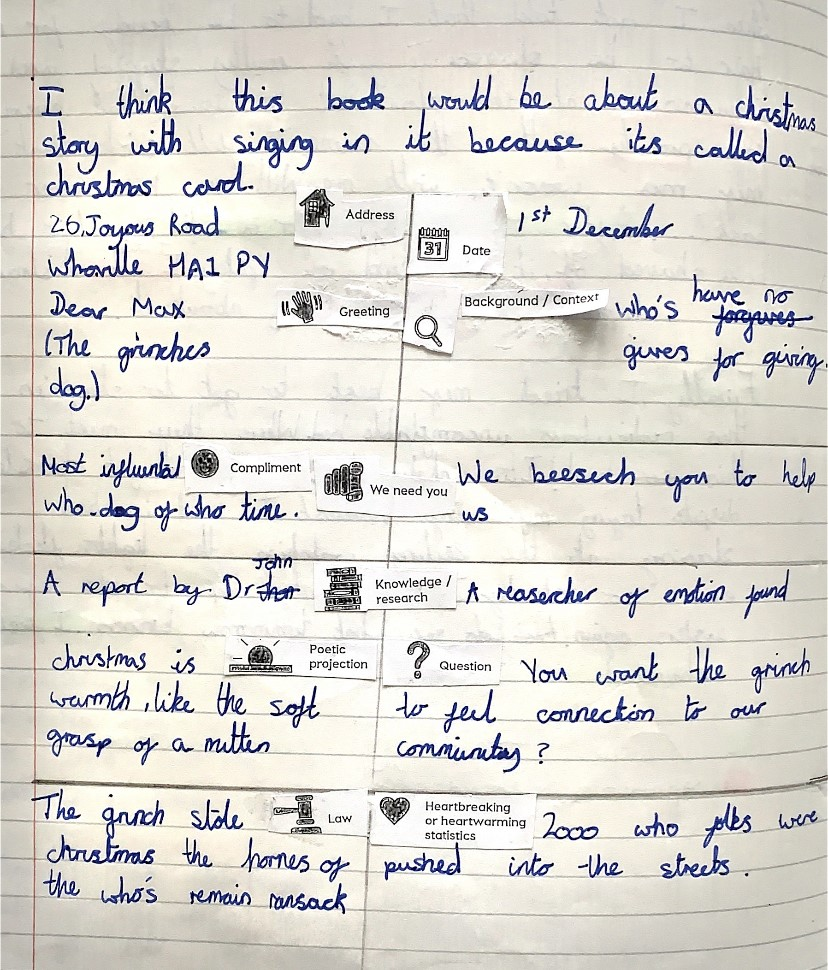 I think this book would be about a christmas
story with singing in it because its called a
christmas carol.
26, Joyous Road
Whoville HA1 PY
Address
Date
31
1st December
Dear Max
(The grinches
dog.)
Greeting
Background / Context
Who's have no
forgives
gives for giving.
Most influental
who-dog of who time.
Compliment
We need you
We beesech you to help
us
A report by Dr John
Knowledge /
research
A reasercher of emotion found
christmas is
warmth, like the soft
grasp of a mitten
Poetic
projection
Question
You want the grinch
to feel connection to our
communitey?
The grinch stole
christmas the homes of
the who's remain ransack
Law
Heartbreaking
or heartwarming
statistics
2000 who folks were
pushed into the streets.